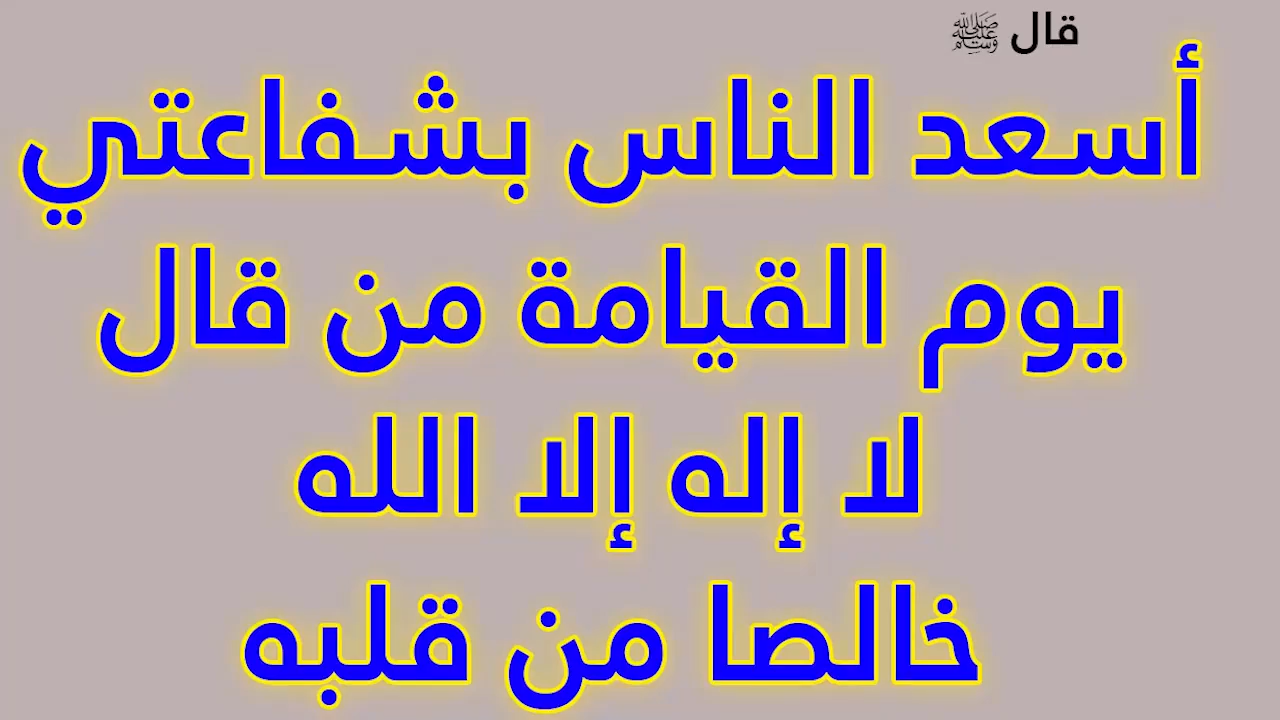 قال ﷺ
أسعد الناس بشفاعتي
يوم القيامة من قال
لا إله إلا الله
خالصا من قلبه